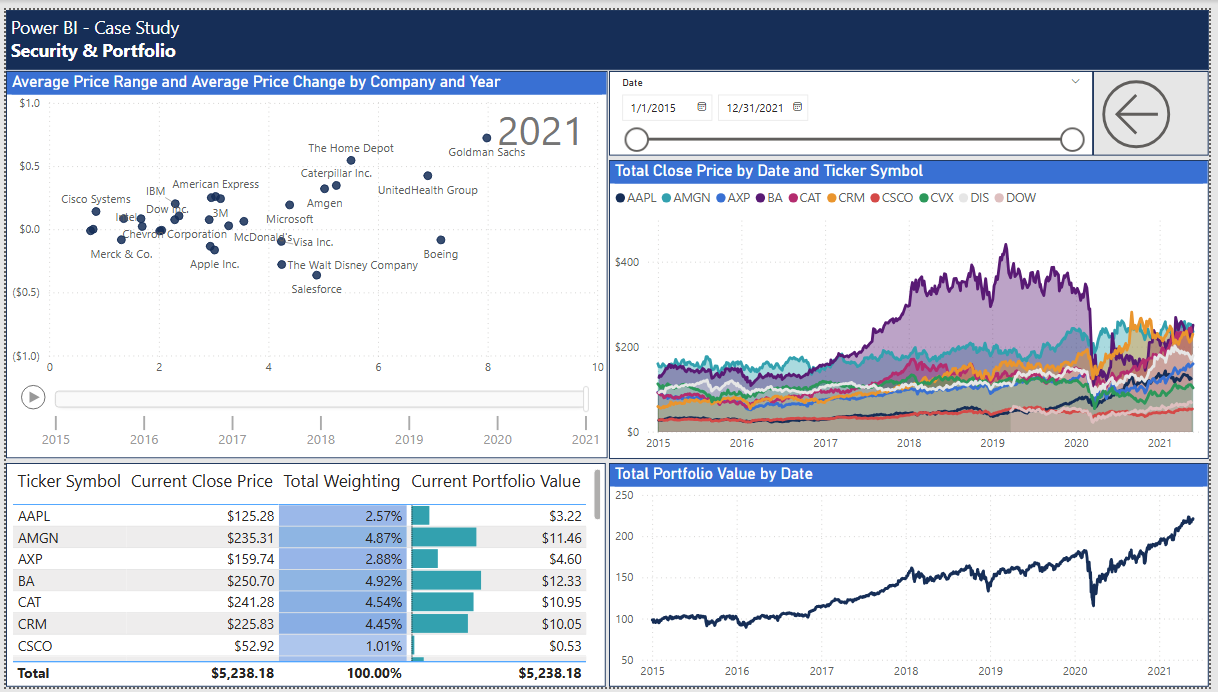 Power BI - Case Study
Security & Portfolio
Average Price Range and Average Price Change by Company and Year
$1.0
$0.5
$0.0
($0.5)
($1.0)
2021
Goldman Sachs
The Home Depot
Caterpillar Inc.
UnitedHealth Group
American Express
IBM
Cisco Systems
Amgen
Dow Inc.
3M
Intel
Microsoft
Chevron Corporation
McDonald's
Visa Inc.
Merck & Co.
Boeing
Apple Inc.
The Walt Disney Company
Salesforce
0 2 4 6 8 10
2015 2016 2017 2018 2019 2020 2021
Date
1/1/2015 12/31/2021
Total Close Price by Date and Ticker Symbol
AAPL AMGN AXP BA CAT CRM CSCO CVX DIS DOW
$400
$200
$0
2015 2016 2017 2018 2019 2020 2021
Ticker Symbol Current Close Price Total Weighting Current Portfolio Value
AAPL $125.28 2.57% $3.22
AMGN $235.31 4.87% $11.46
AXP $159.74 2.88% $4.60
BA $250.70 4.92% $12.33
CAT $241.28 4.54% $10.95
CRM $225.83 4.45% $10.05
CSCO $52.92 1.01% $0.53
Total $5,238.18 100.00% $5,238.18
Total Portfolio Value by Date
250
200
150
100
50
2015 2016 2017 2018 2019 2020 2021